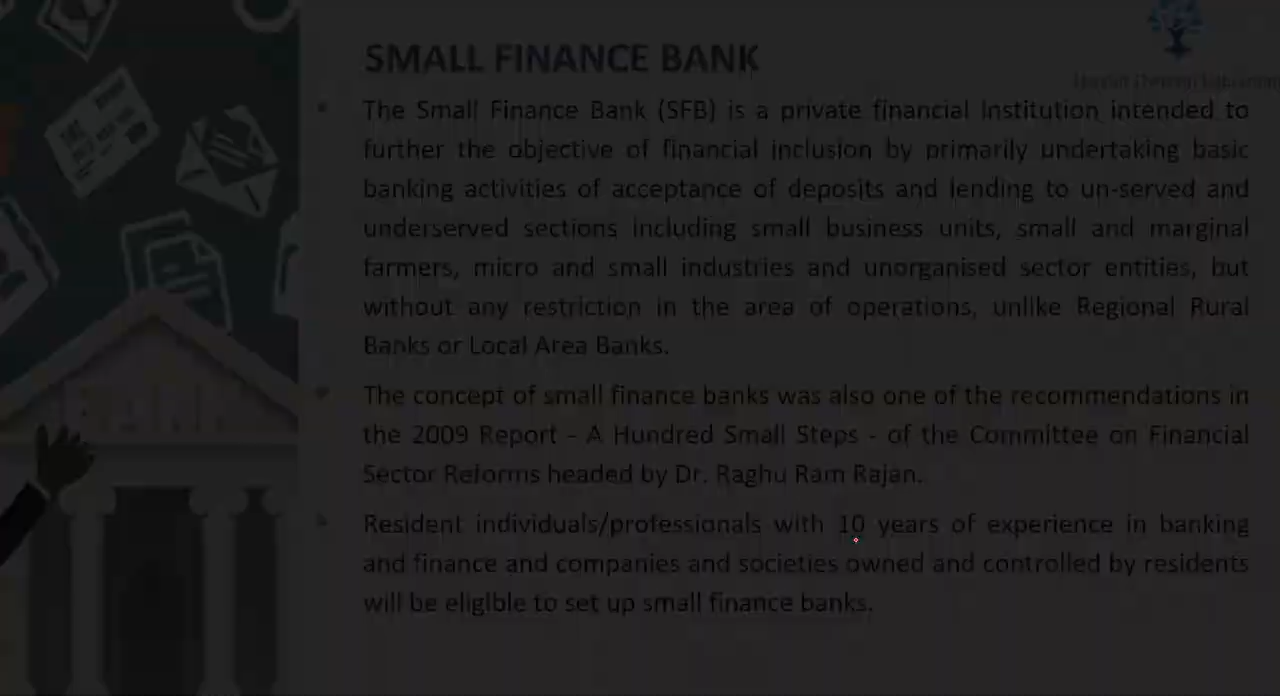 SMALL FINANCE BANK
• The Small Finance Bank (SFB) is a private financial institution intended to
further the objective of financial inclusion by primarily undertaking basic
banking activities of acceptance of deposits and lending to un-served and
underserved sections including small business units, small and marginal
farmers, micro and small industries and unorganised sector entities, but
without any restriction in the area of operations, unlike Regional Rural
Banks or Local Area Banks.
• The concept of small finance banks was also one of the recommendations in
the 2009 Report - A Hundred Small Steps - of the Committee on Financial
Sector Reforms headed by Dr. Raghu Ram Rajan.
• Resident individuals/professionals with 10 years of experience in banking
and finance and companies and societies owned and controlled by residents
will be eligible to set up small finance banks.